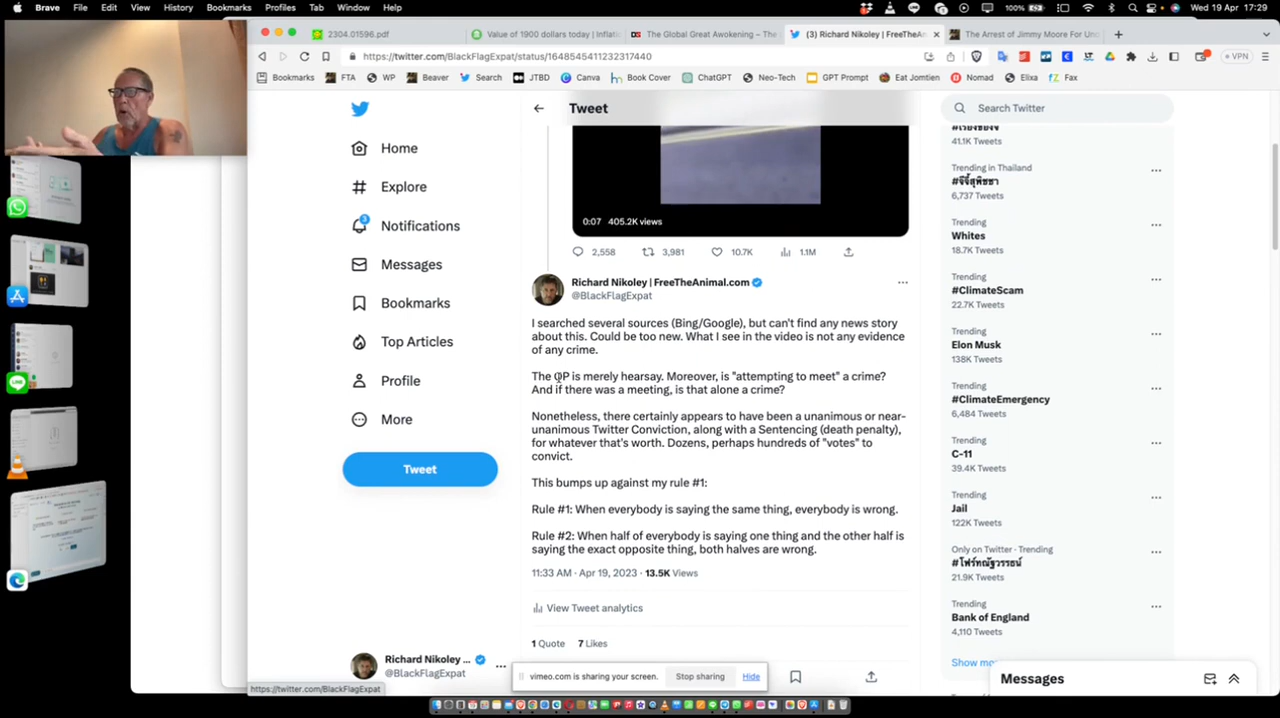 Brave File Edit View History Bookmarks Profiles Tab Window Help
100%
Wed 19 Apr 17:29
2304.01596.pdf
Value of 1900 dollars today | Inflati
The Global Great Awakening – The
(3) Richard Nikoley | FreeThe
The Arrest of Jimmy Moore For Unc
https://twitter.com/BlackFlagExpat/status/1648545411232317440
VPN
Bookmarks FTA WP Beaver Search JTBD Canva Book Cover ChatGPT Neo-Tech GPT Prompt Eat Jomtien Nomad Elixa Fax
Home
Explore
3
Notifications
Messages
Bookmarks
Top Articles
Profile
More
Tweet
Richard Nikoley ...
@BlackFlagExpat
https://twitter.com/BlackFlagExpat
Tweet
0:07 405.2K views
2,558 3,981 10.7K 1.1M
Richard Nikoley | FreeTheAnimal.com
@BlackFlagExpat
I searched several sources (Bing/Google), but can't find any news story
about this. Could be too new. What I see in the video is not any evidence
of any crime.
The OP is merely hearsay. Moreover, is "attempting to meet" a crime?
And if there was a meeting, is that alone a crime?
Nonetheless, there certainly appears to have been a unanimous or near-
unanimous Twitter Conviction, along with a Sentencing (death penalty),
for whatever that's worth. Dozens, perhaps hundreds of "votes" to
convict.
This bumps up against my rule #1:
Rule #1: When everybody is saying the same thing, everybody is wrong.
Rule #2: When half of everybody is saying one thing and the other half is
saying the exact opposite thing, both halves are wrong.
11:33 AM · Apr 19, 2023 · 13.5K Views
View Tweet analytics
1 Quote 7 Likes
vimeo.com is sharing your screen. Stop sharing Hide
Search Twitter
41.1K Tweets
Trending in Thailand
6,737 Tweets
Trending
Whites
18.7K Tweets
Trending
#ClimateScam
22.7K Tweets
Trending
Elon Musk
138K Tweets
Trending
#ClimateEmergency
6,484 Tweets
Trending
C-11
39.4K Tweets
Trending
Jail
122K Tweets
Only on Twitter · Trending
21.9K Tweets
Trending
Bank of England
4,110 Tweets
Show
Messages